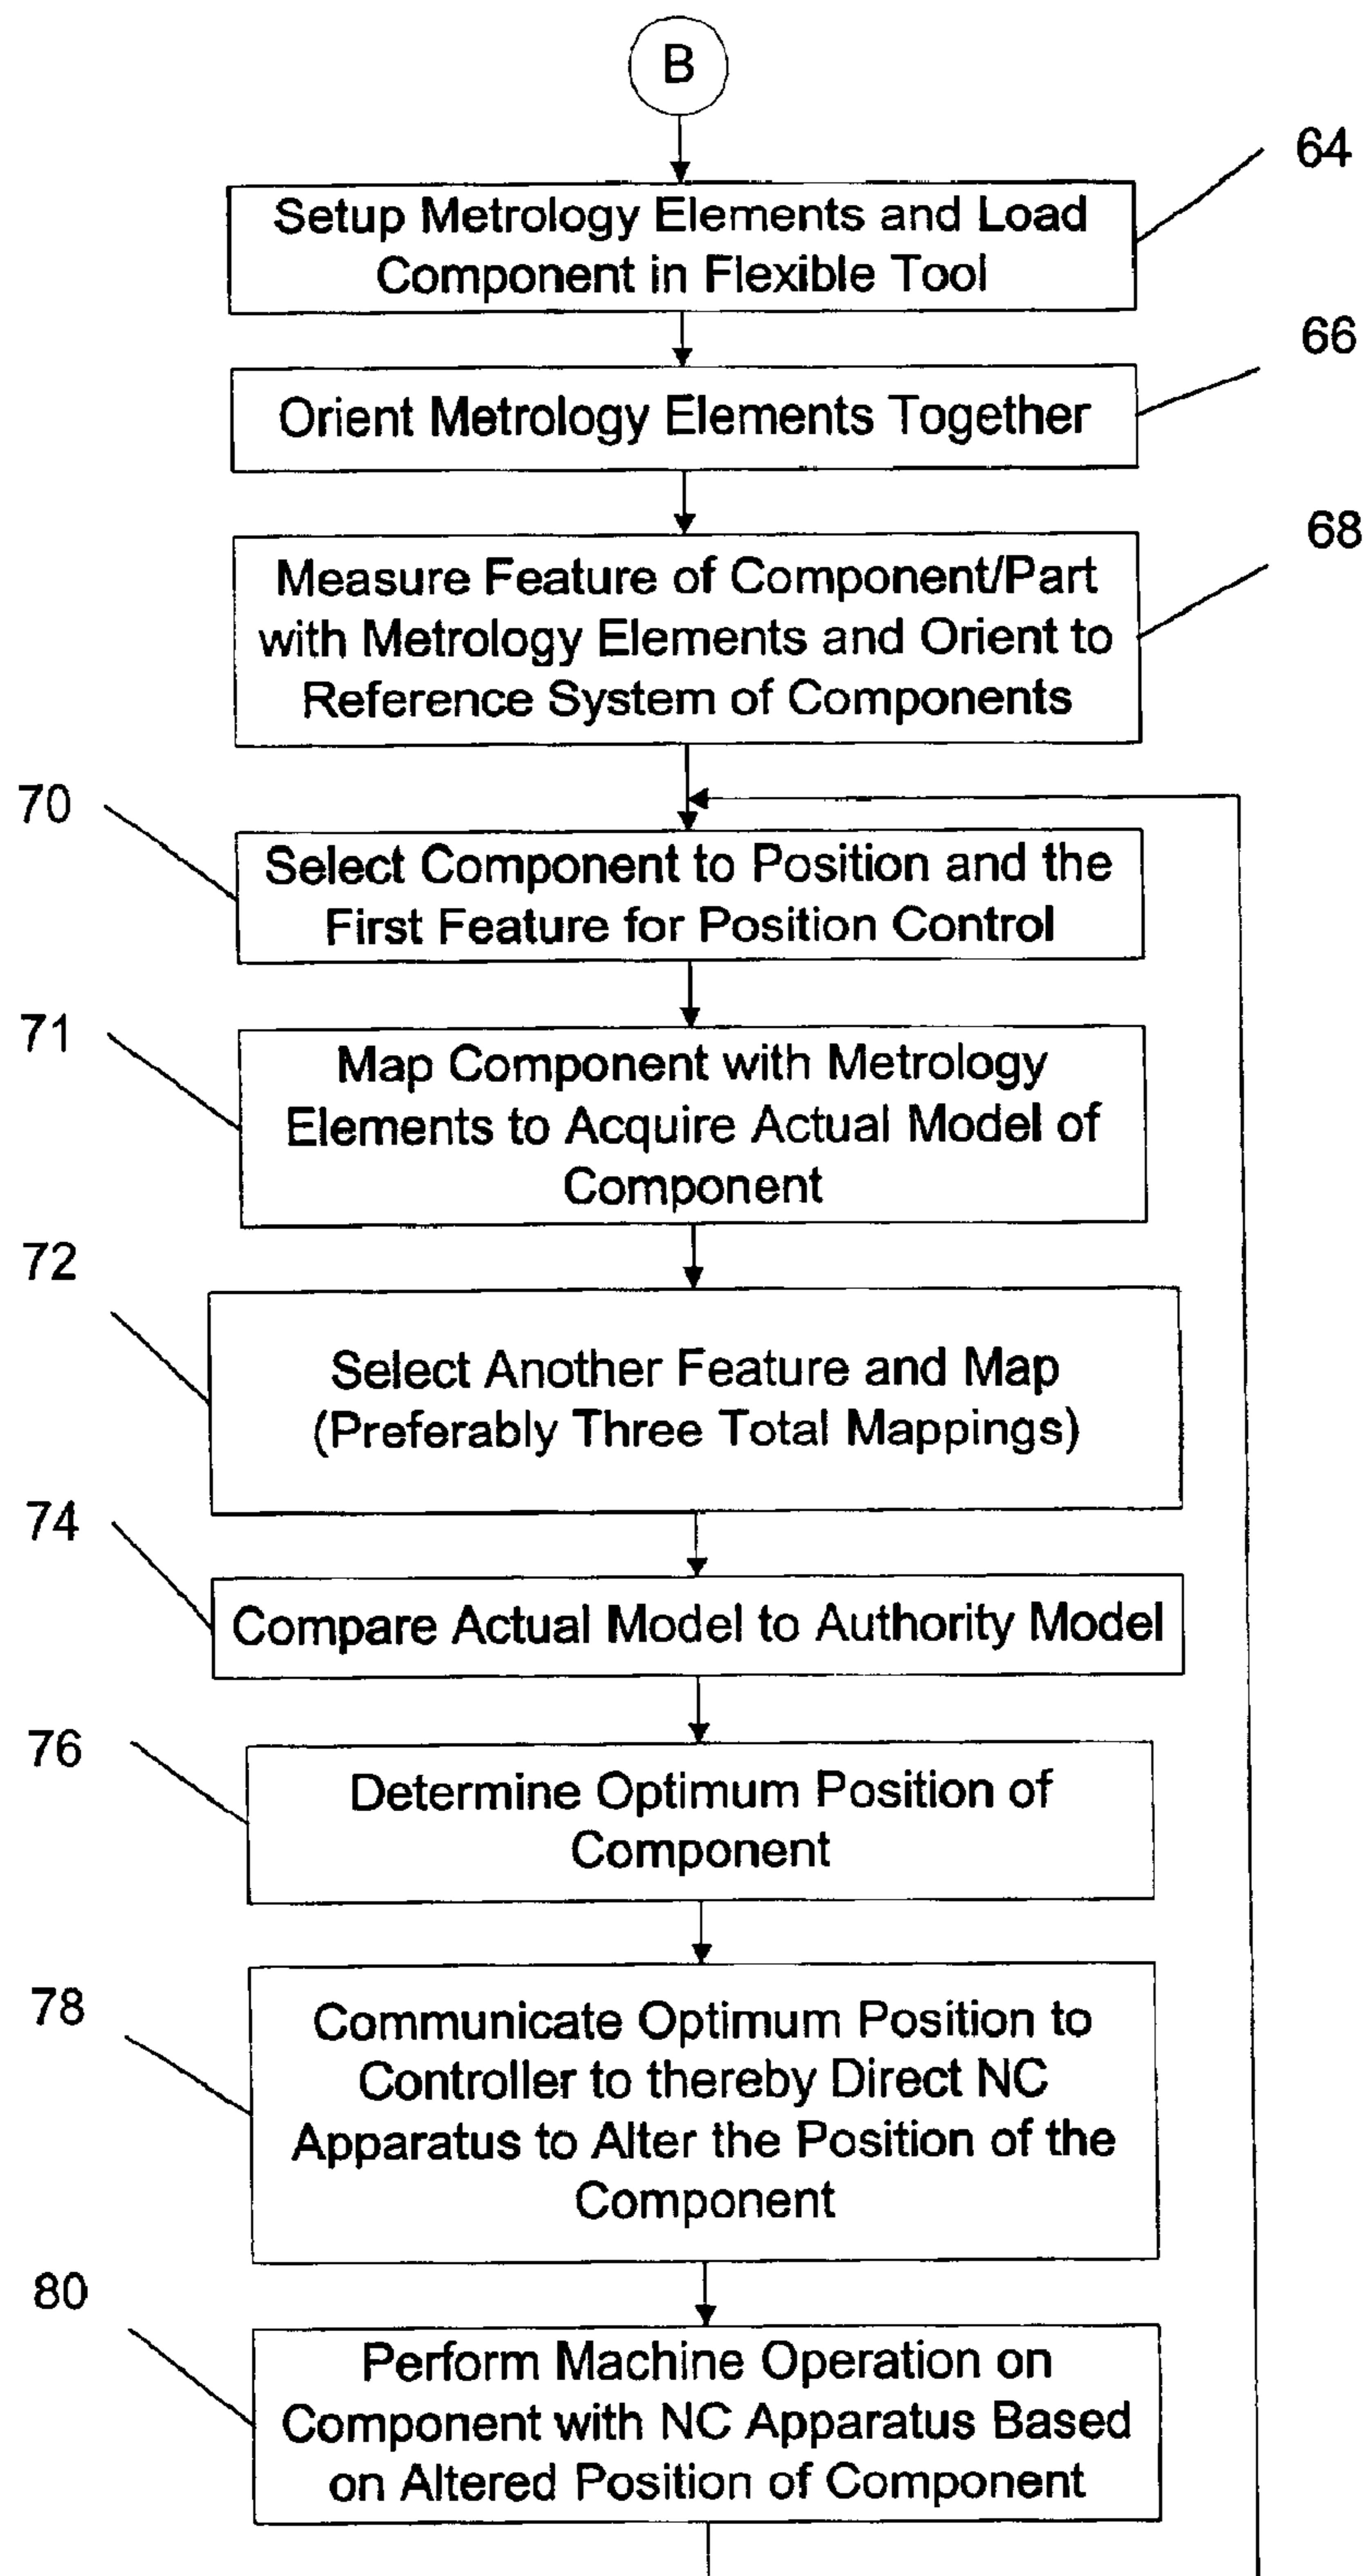 B
64
Setup Metrology Elements and Load
Component in Flexible Tool
66
Orient Metrology Elements Together
68
Measure Feature of Component/Part
with Metrology Elements and Orient to
Reference System of Components
70
Select Component to Position and the
First Feature for Position Control
71
Map Component with Metrology
Elements to Acquire Actual Model of
Component
72
Select Another Feature and Map
(Preferably Three Total Mappings)
74
Compare Actual Model to Authority Model
76
Determine Optimum Position of
Component
78
Communicate Optimum Position to
Controller to thereby Direct NC
Apparatus to Alter the Position of the
Component
80
Perform Machine Operation on
Component with NC Apparatus Based
on Altered Position of Component